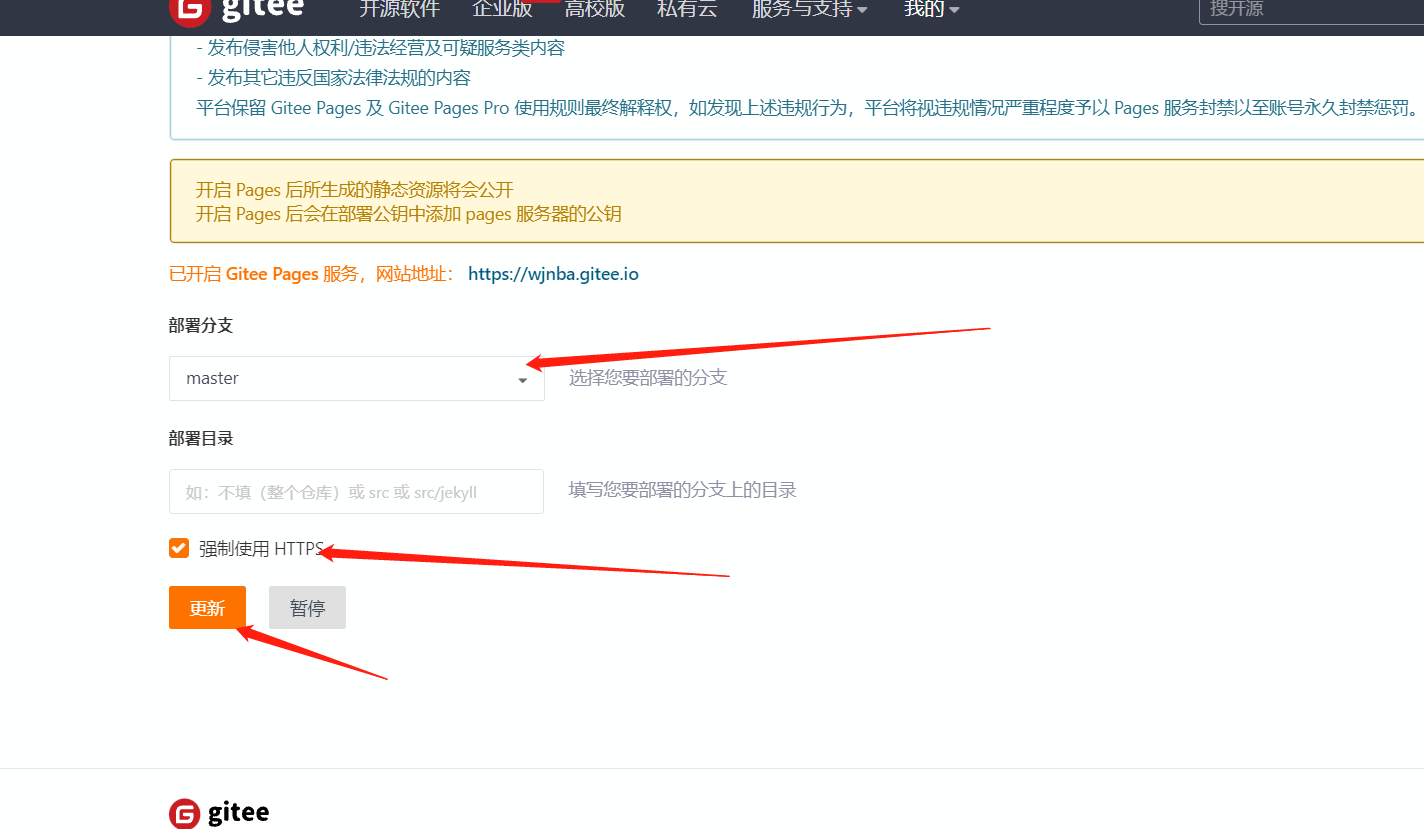 gitee 开源软件 企业版 高校版 私有云 服务与支持 我的 搜开源
- 发布侵害他人权利/违法经营及可疑服务类内容
- 发布其它违反国家法律法规的内容
平台保留 Gitee Pages 及 Gitee Pages Pro 使用规则最终解释权，如发现上述违规行为，平台将视违规情况严重程度予以 Pages 服务封禁以至账号永久封禁惩罚。
开启 Pages 后所生成的静态资源将会公开
开启 Pages 后会在部署公钥中添加 pages 服务器的公钥
已开启 Gitee Pages 服务，网站地址： https://wjnba.gitee.io
部署分支
master 选择您要部署的分支
部署目录
如：不填（整个仓库）或 src 或 src/jekyll 填写您要部署的分支上的目录
强制使用 HTTPS
更新 暂停
gitee